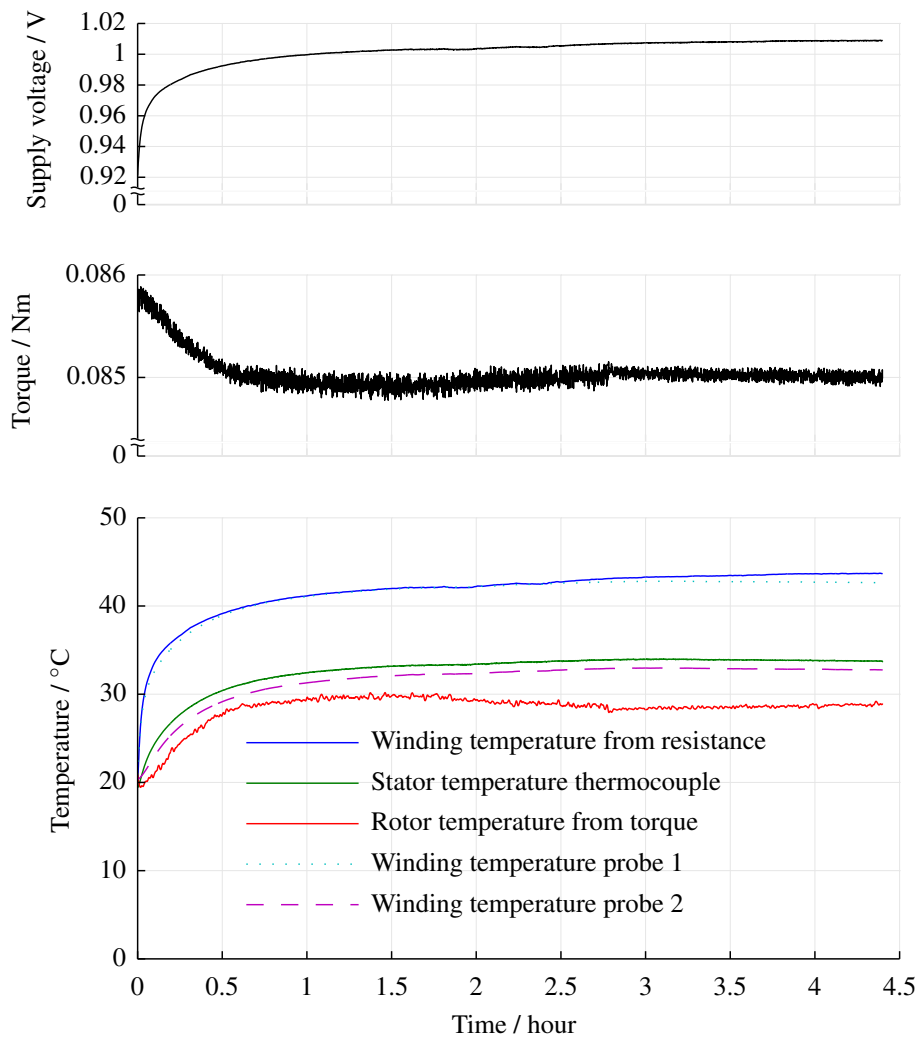 Supply voltage / V
1.02
1
0.98
0.96
0.94
0.92
0
Torque / Nm
0.086
0.085
0
Temperature / °C
50
40
30
20
10
0
Winding temperature from resistance
Stator temperature thermocouple
Rotor temperature from torque
Winding temperature probe 1
Winding temperature probe 2
0 0.5 1 1.5 2 2.5 3 3.5 4 4.5
Time / hour